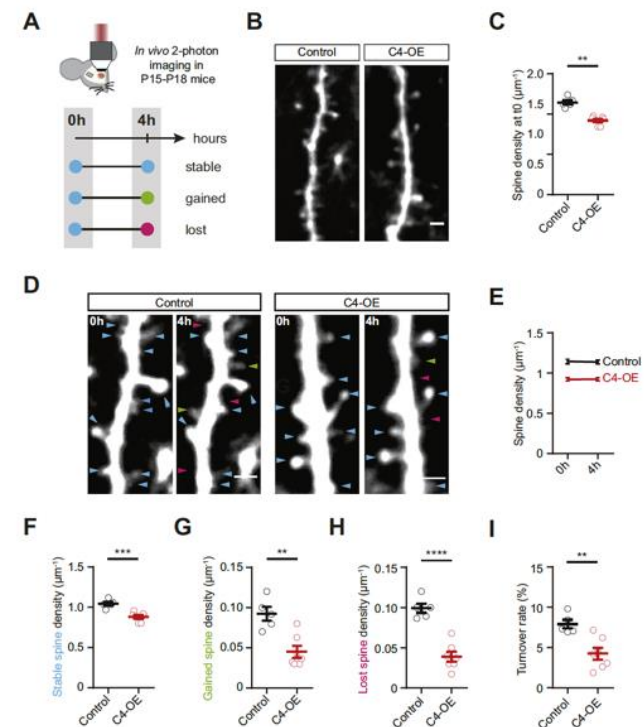 A
In vivo 2-photon
imaging in
P15-P18 mice
0h
4h
hours
stable
gained
lost
B
Control
C4-OE
C
**
Spine density at t0 (µm⁻¹)
2.0
1.5
1.0
0.5
0
Control
C4-OE
D
Control
C4-OE
0h
4h
0h
4h
E
Spine density (µm⁻¹)
1.5
1
0.5
0
Control
C4-OE
0h
4h
F
***
Stable spine density (µm⁻¹)
1.5
1.0
0.5
0
Control
C4-OE
G
**
Gained spine density (µm⁻¹)
0.15
0.10
0.05
0
Control
C4-OE
H
****
Lost spine density (µm⁻¹)
0.15
0.10
0.05
0
Control
C4-OE
I
**
Turnover rate (%)
15
10
5
0
Control
C4-OE